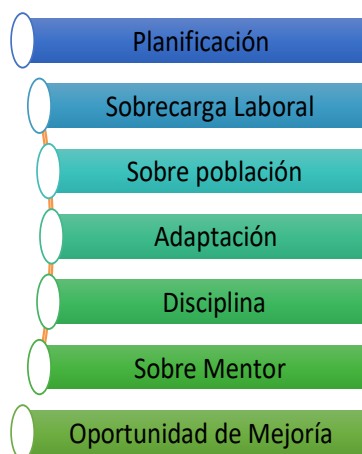 Planificación
Sobrecarga Laboral
Sobre población
Adaptación
Disciplina
Sobre Mentor
Oportunidad de Mejoría